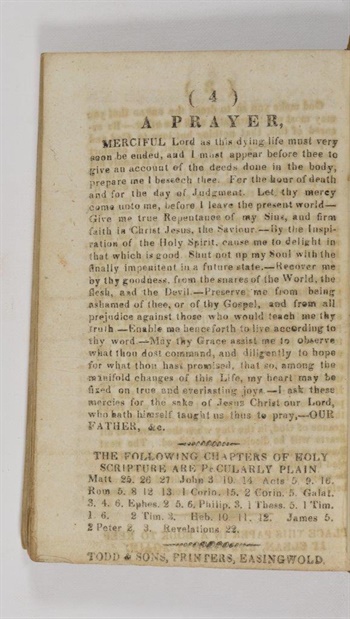 ( 4 )
A PRAYER,
MERCIFUL Lord as this dying life must very
soon be ended, and I must appear before thee to
give an account of the deeds done in the body,
prepare me I beseech thee. For the hour of death
and for the day of Judgment. Let thy mercy
come unto me, before I leave the present world—
Give me true Repentance of my Sins, and firm
faith in Christ Jesus, the Saviour.—By the Inspi-
ration of the Holy Spirit, cause me to delight in
that which is good. Shut not up my Soul with the
finally impenitent in a future state.—Recover me
by thy goodness, from the snares of the World, the
flesh, and the Devil.—Preserve me from being
ashamed of thee, or of thy Gospel, and from all
prejudice against those who would teach me thy
truth.—Enable me henceforth to live according to
thy word.—May thy Grace assist me to observe
what thou dost command, and diligently to hope
for what thou hast promised, that so, among the
manifold changes of this Life, my heart may be
fixed on true and everlasting joys.—I ask these
mercies for the sake of Jesus Christ our Lord,
who hath himself taught us thus to pray,—OUR
FATHER, &c.
THE FOLLOWING CHAPTERS OF HOLY
SCRIPTURE ARE PECULARLY PLAIN
Matt 25. 26 27 John 3 10. 14 Acts 5. 9. 16.
Rom 5. 8 12 13 1 Corin. 15. 2 Corin. 5. Galat.
3. 4. 6. Ephes. 2 5. 6. Philip. 3. 1 Thess. 5. 1 Tim.
1. 6. 2 Tim. 3. Heb. 10. 11. 12. James 5.
2 Peter 2. 3. Revelations 22.
TODD & SONS, PRINTERS, EASINGWOLD,